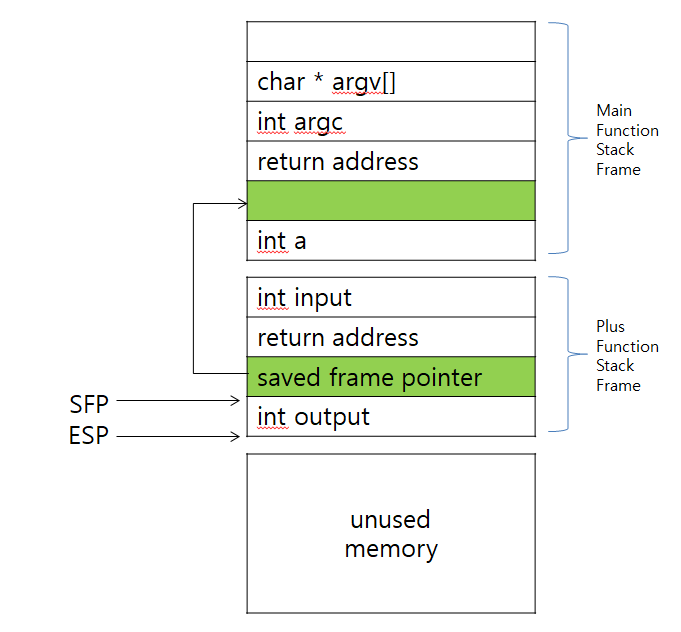 char * argv[]
int argc
return address
int a
Main
Function
Stack
Frame
int input
return address
saved frame pointer
int output
Plus
Function
Stack
Frame
SFP
ESP
unused
memory